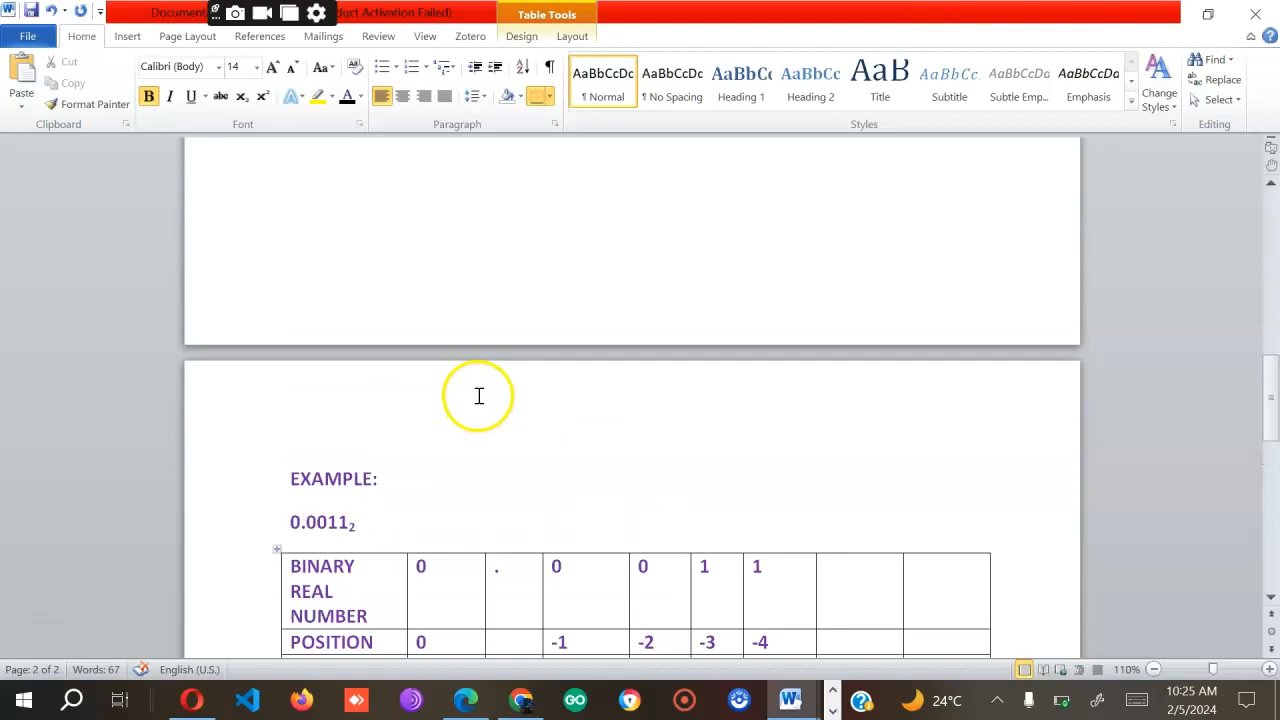 Document
duct Activation Failed)
Table Tools
File Home Insert Page Layout References Mailings Review View Zotero Design Layout
Paste
Cut
Copy
Format Painter
Clipboard
Calibri (Body) 14
Font
Paragraph
AaBbCcDc AaBbCcDc AaBbCc AaBbCc AaB AaBbCc. AaBbCcDc AaBbCcDc
¶ Normal ¶ No Spacing Heading 1 Heading 2 Title Subtitle Subtle Emp... Emphasis
Change
Styles
Styles
Find
Replace
Select
Editing
EXAMPLE:
0.0011₂
BINARY REAL NUMBER 0 . 0 0 1 1
POSITION 0 -1 -2 -3 -4
Page: 2 of 2 Words: 67 English (U.S.) 110%
24°C
10:25 AM
2/5/2024